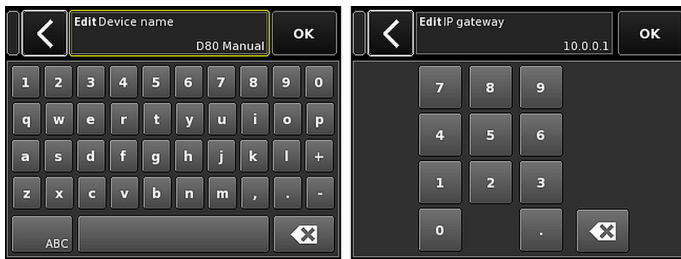 Edit Device name
D80 Manual
OK
1 2 3 4 5 6 7 8 9 0
q w e r t y u i o p
a s d f g h j k l +
z x c v b n m , . -
ABC
Edit IP gateway
10.0.0.1
OK
7 8 9
4 5 6
1 2 3
0 .